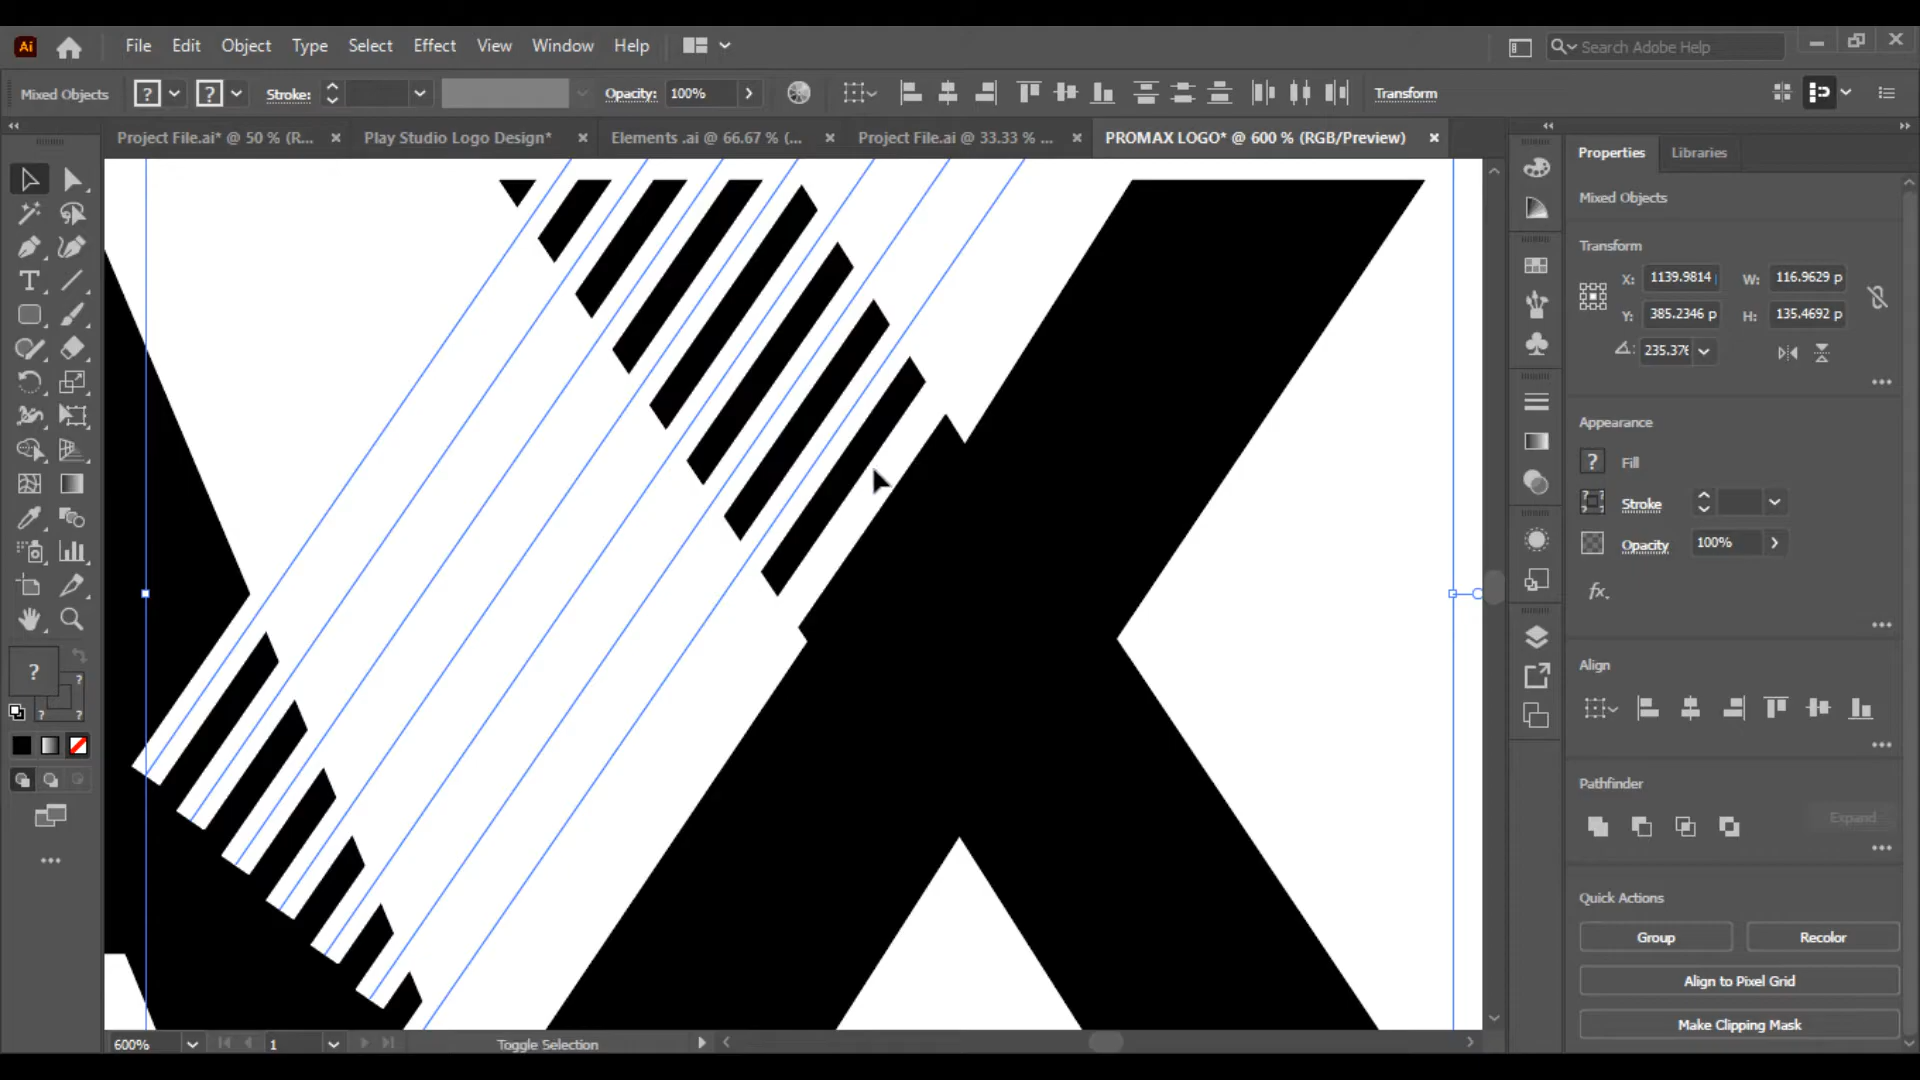 Ai File Edit Object Type Select Effect View Window Help Search Adobe Help
Mixed Objects ? ? Stroke: Opacity: 100% Transform
Project File.ai* @ 50 % (R... × Play Studio Logo Design* × Elements .ai @ 66.67 % (... × Project File.ai @ 33.33 % ... × PROMAX LOGO* @ 600 % (RGB/Preview) ×
Properties Libraries
Mixed Objects
Transform
X: 1139.9814 W: 116.9629 p
Y: 385.2346 p H: 135.4692 p
235.376
Appearance
? Fill
Stroke
Opacity 100%
fx.
Align
Pathfinder
Expand
Quick Actions
Group Recolor
Align to Pixel Grid
Make Clipping Mask
600% 1 Toggle Selection